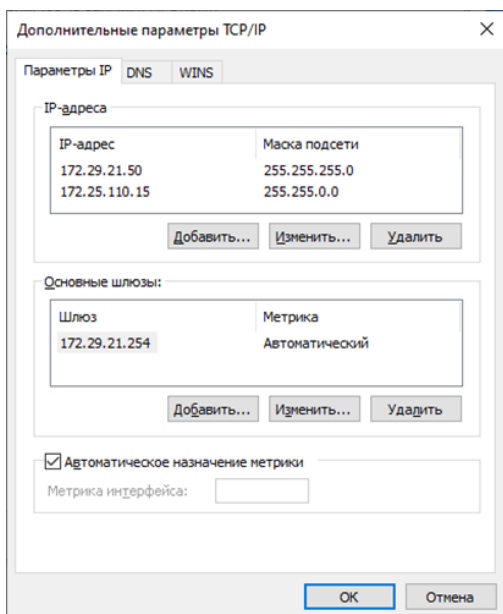 Дополнительные параметры TCP/IP
Параметры IP DNS WINS
IP-адреса
IP-адрес Маска подсети
172.29.21.50 255.255.255.0
172.25.110.15 255.255.0.0
Добавить... Изменить... Удалить
Основные шлюзы:
Шлюз Метрика
172.29.21.254 Автоматический
Добавить... Изменить... Удалить
Автоматическое назначение метрики
Метрика интерфейса:
ОК Отмена